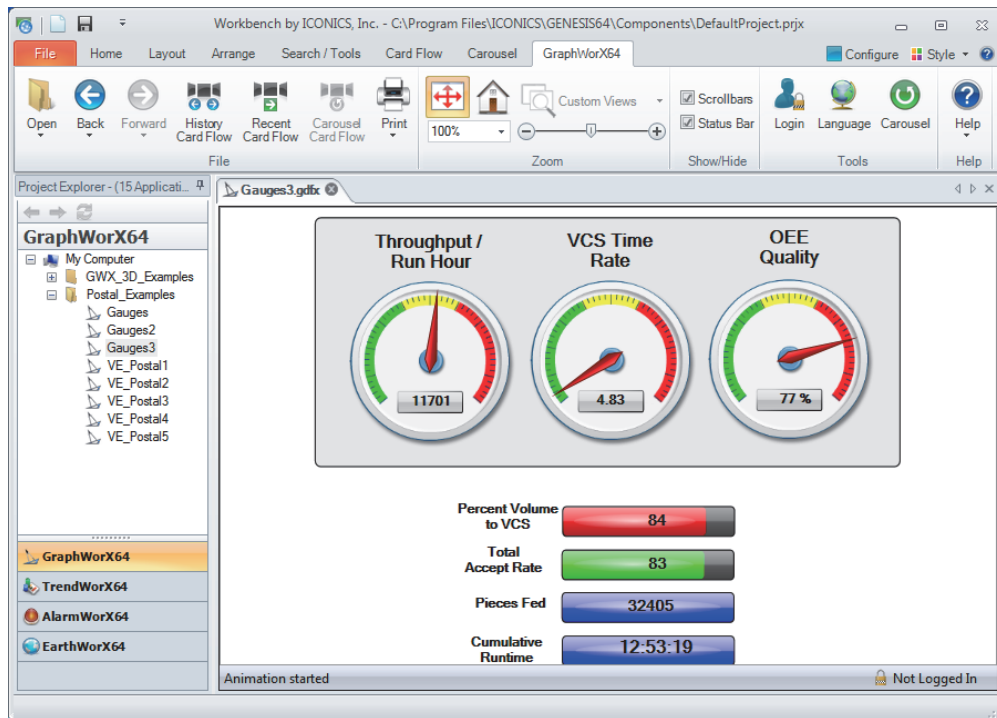 Workbench by ICONICS, Inc. - C:\Program Files\ICONICS\GENESIS64\Components\DefaultProject.prjx
File Home Layout Arrange Search / Tools Card Flow Carousel GraphWorX64 Configure Style
Open Back Forward History Card Flow Recent Card Flow Carousel Card Flow Print
File
Custom Views
100%
Zoom
Scrollbars
Status Bar
Show/Hide
Login Language Carousel
Tools
Help
Help
Project Explorer - (15 Applicati...
GraphWorX64
My Computer
GWX_3D_Examples
Postal_Examples
Gauges
Gauges2
Gauges3
VE_Postal1
VE_Postal2
VE_Postal3
VE_Postal4
VE_Postal5
GraphWorX64
TrendWorX64
AlarmWorX64
EarthWorX64
Gauges3.gdfx
Throughput /
Run Hour
11701
VCS Time
Rate
4.83
OEE
Quality
77 %
Percent Volume
to VCS
84
Total
Accept Rate
83
Pieces Fed
32405
Cumulative
Runtime
12:53:19
Animation started
Not Logged In